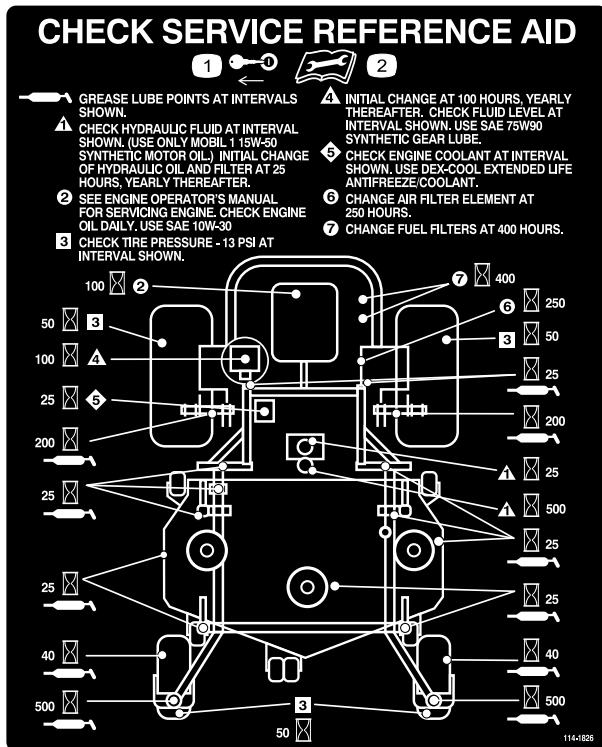 CHECK SERVICE REFERENCE AID
1
2
GREASE LUBE POINTS AT INTERVALS
SHOWN.
1 CHECK HYDRAULIC FLUID AT INTERVAL
SHOWN. (USE ONLY MOBIL 1 15W-50
SYNTHETIC MOTOR OIL.) INITIAL CHANGE
OF HYDRAULIC OIL AND FILTER AT 25
HOURS, YEARLY THEREAFTER.
2 SEE ENGINE OPERATOR'S MANUAL
FOR SERVICING ENGINE. CHECK ENGINE
OIL DAILY. USE SAE 10W-30
3 CHECK TIRE PRESSURE - 13 PSI AT
INTERVAL SHOWN.
4 INITIAL CHANGE AT 100 HOURS, YEARLY
THEREAFTER. CHECK FLUID LEVEL AT
INTERVAL SHOWN. USE SAE 75W90
SYNTHETIC GEAR LUBE.
5 CHECK ENGINE COOLANT AT INTERVAL
SHOWN. USE DEX-COOL EXTENDED LIFE
ANTIFREEZE/COOLANT.
6 CHANGE AIR FILTER ELEMENT AT
250 HOURS.
7 CHANGE FUEL FILTERS AT 400 HOURS.
100 2
7 400
6 250
50 3
3 50
100 4
25
25 5
200
200
1 25
25
1 500
25
25
25
40
40
500
500
3
50
114-1826